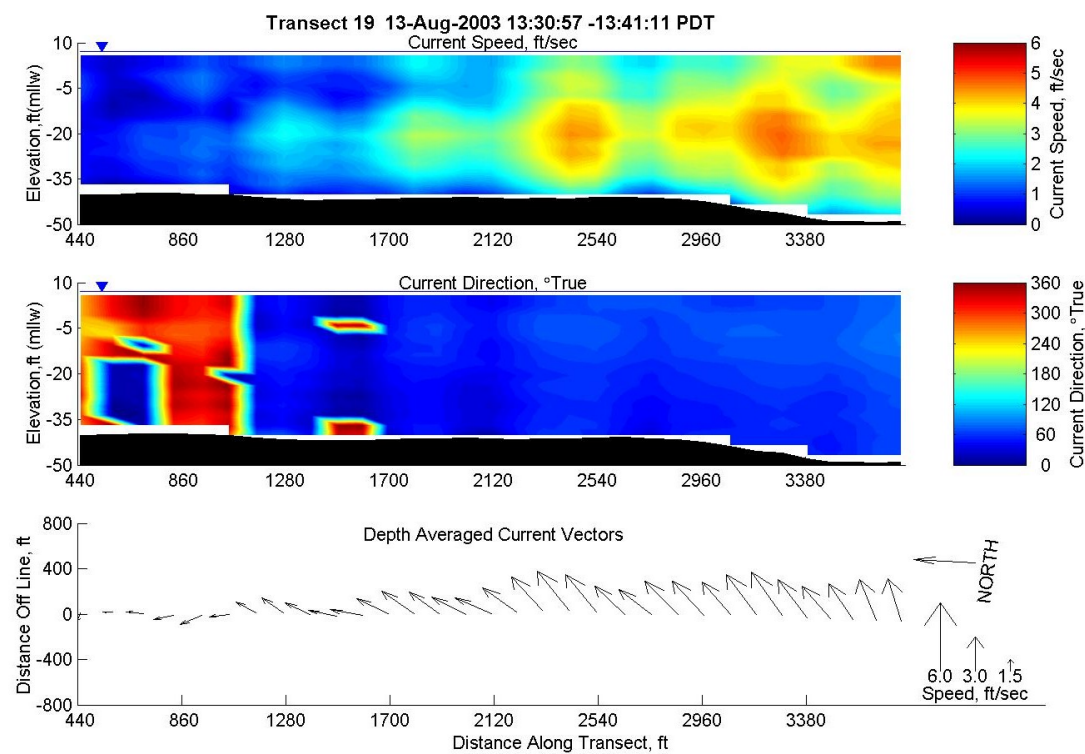 Transect 19 13-Aug-2003 13:30:57 -13:41:11 PDT
Current Speed, ft/sec
Elevation,ft(mllw)
10
-5
-20
-35
-50
440 860 1280 1700 2120 2540 2960 3380
6
5
4
3
2
1
0
Current Speed, ft/sec
Current Direction, °True
Elevation,ft (mllw)
10
-5
-20
-35
-50
440 860 1280 1700 2120 2540 2960 3380
360
300
240
180
120
60
0
Current Direction,°True
Depth Averaged Current Vectors
Distance Off Line, ft
800
400
0
-400
-800
440 860 1280 1700 2120 2540 2960 3380
Distance Along Transect, ft
NORTH
6.0 3.0 1.5
Speed, ft/sec